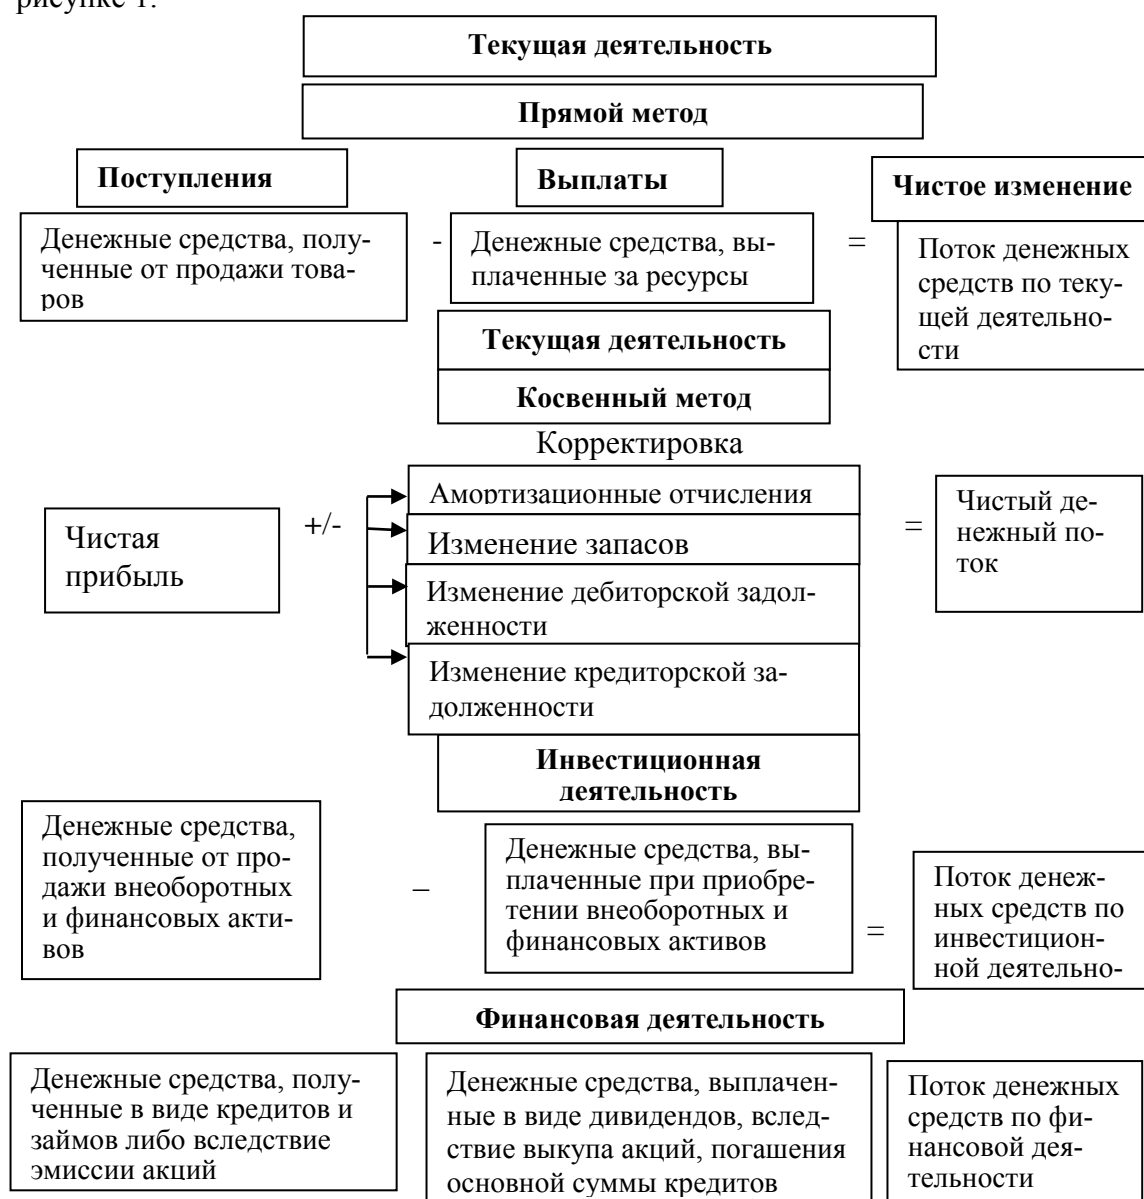 рисунке 1.
Текущая деятельность
Прямой метод
Поступления
Выплаты
Чистое изменение
Денежные средства, полу-
ченные от продажи това-
ров
-
Денежные средства, вы-
плаченные за ресурсы
=
Поток денежных
средств по теку-
щей деятельно-
сти
Текущая деятельность
Косвенный метод
Корректировка
Чистая
прибыль
+/-
Амортизационные отчисления
Изменение запасов
Изменение дебиторской задол-
женности
Изменение кредиторской за-
долженности
=
Чистый де-
нежный по-
ток
Инвестиционная
деятельность
Денежные средства,
полученные от про-
дажи внеоборотных
и финансовых акти-
вов
–
Денежные средства, вы-
плаченные при приобре-
тении внеоборотных и
финансовых активов
=
Поток денеж-
ных средств по
инвестицион-
ной деятельно-
Финансовая деятельность
Денежные средства, полу-
ченные в виде кредитов и
займов либо вследствие
эмиссии акций
Денежные средства, выплачен-
ные в виде дивидендов, вслед-
ствие выкупа акций, погашения
основной суммы кредитов
Поток денежных
средств по фи-
нансовой дея-
тельности